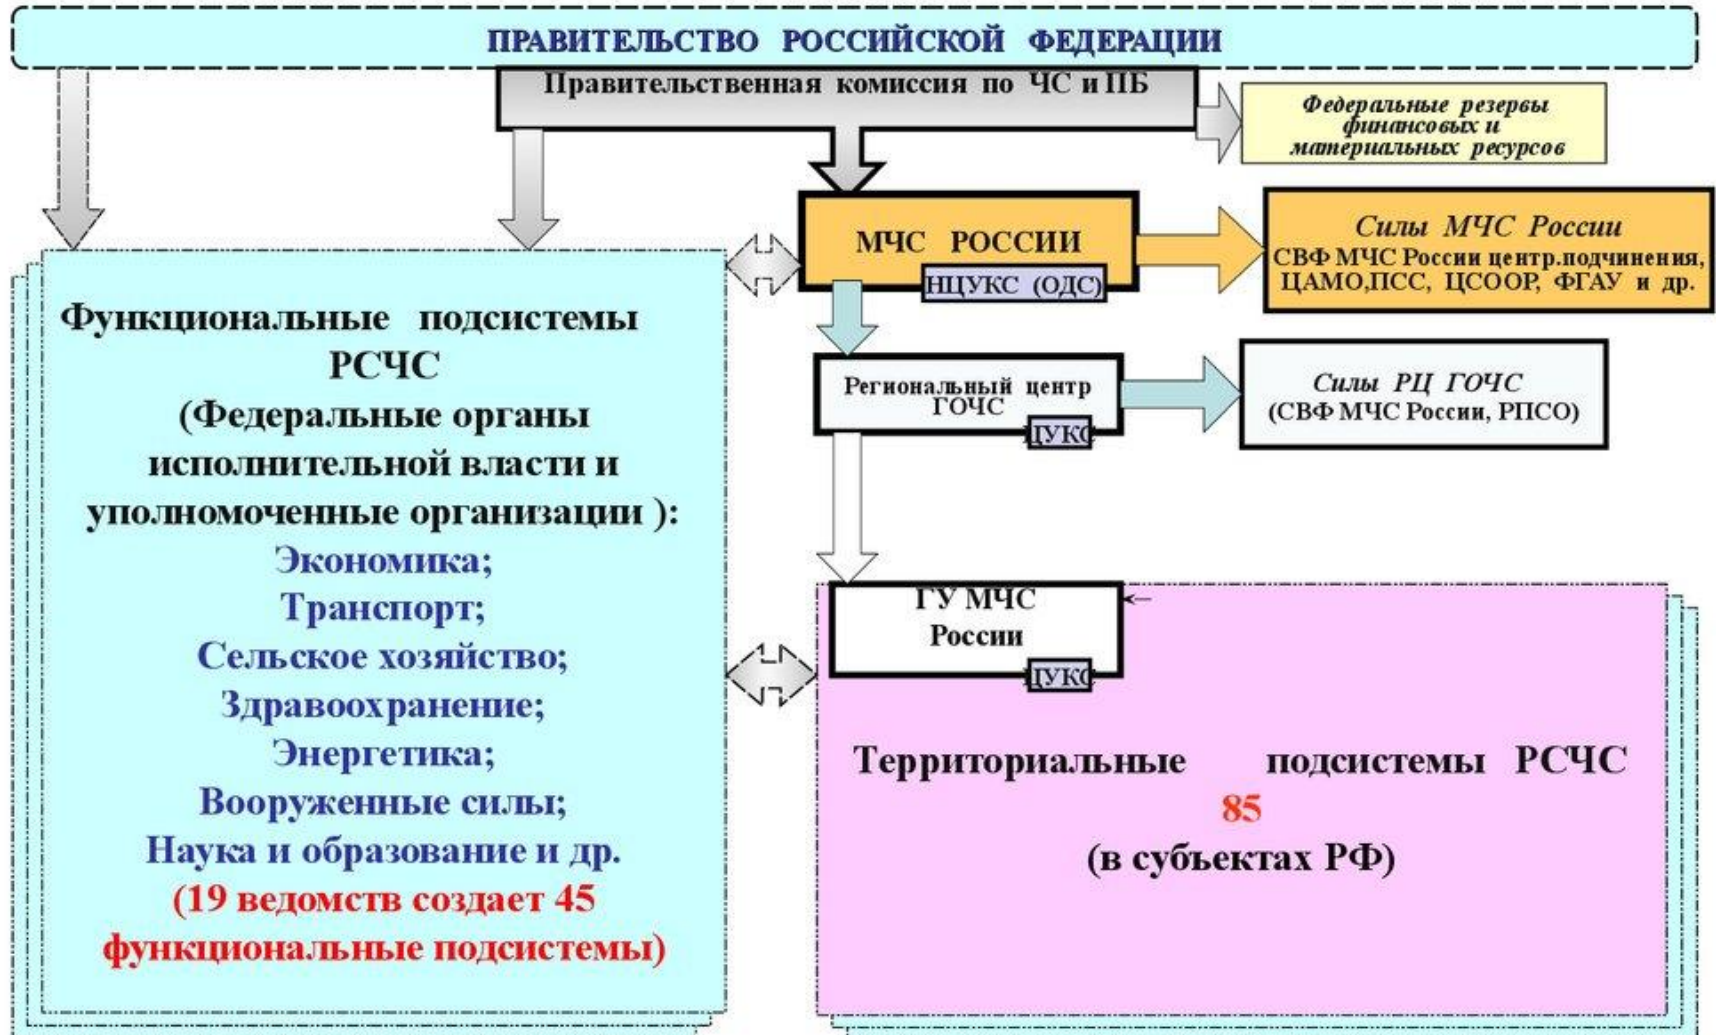 ПРАВИТЕЛЬСТВО РОССИЙСКОЙ ФЕДЕРАЦИИ
Правительственная комиссия по ЧС и ПБ
Федеральные резервы
финансовых и
материальных ресурсов
МЧС РОССИИ
НЦУКС (ОДС)
Силы МЧС России
СВФ МЧС России центр.подчинения,
ЦАМО,ПСС, ЦСООР, ФГАУ и др.
Региональный центр
ГОЧС
ЦУКС
Силы РЦ ГОЧС
(СВФ МЧС России, РПСО)
Функциональные подсистемы
РСЧС
(Федеральные органы
исполнительной власти и
уполномоченные организации ):
Экономика;
Транспорт;
Сельское хозяйство;
Здравоохранение;
Энергетика;
Вооруженные силы;
Наука и образование и др.
(19 ведомств создает 45
функциональные подсистемы)
ГУ МЧС
России
ЦУКС
Территориальные подсистемы РСЧС
85
(в субъектах РФ)